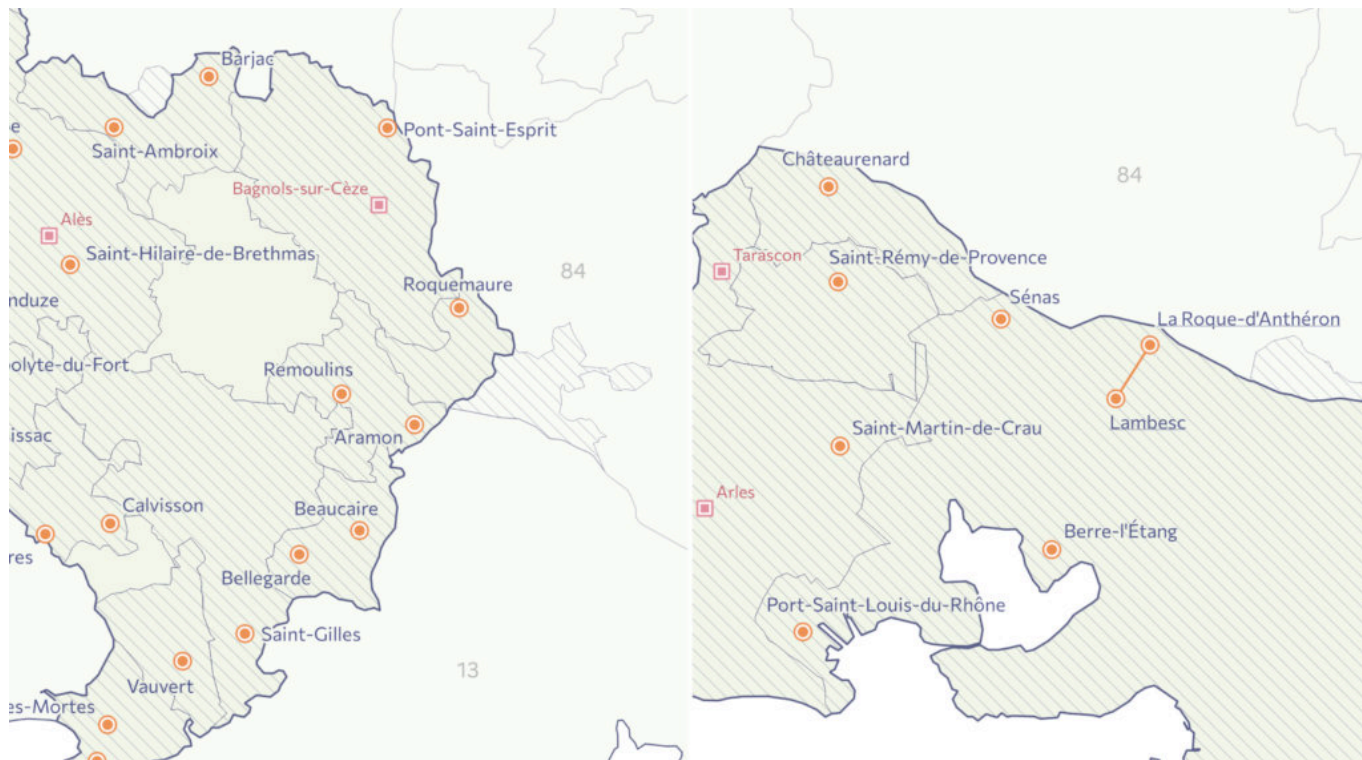 Barjac
Pont-Saint-Esprit
Saint-Ambroix
Bagnols-sur-Cèze
Alès
Saint-Hilaire-de-Brethmas
84
Roquemaure
nduze
olyte-du-Fort
Remoulins
issac
Aramon
Calvisson
Beaucaire
res
Bellegarde
Saint-Gilles
13
Vauvert
es-Mortes
Châteaurenard
84
Tarascon
Saint-Rémy-de-Provence
Sénas
La Roque-d'Anthéron
Lambesc
Saint-Martin-de-Crau
Arles
Berre-l'Étang
Port-Saint-Louis-du-Rhône